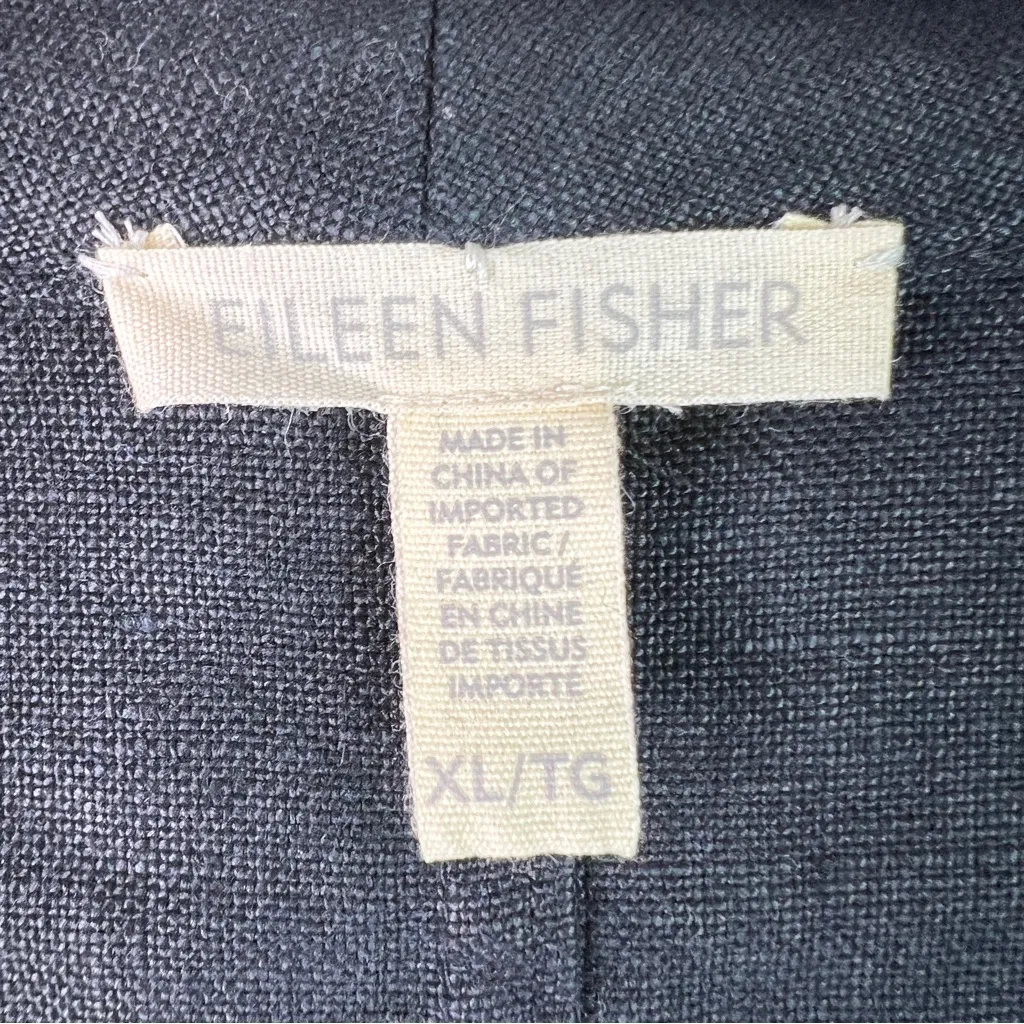 EILEEN FISHER
MADE IN
CHINA OF
IMPORTED
FABRIC /
FABRIQUÉ
EN CHINE
DE TISSUS
IMPORTÉ
XL/TG